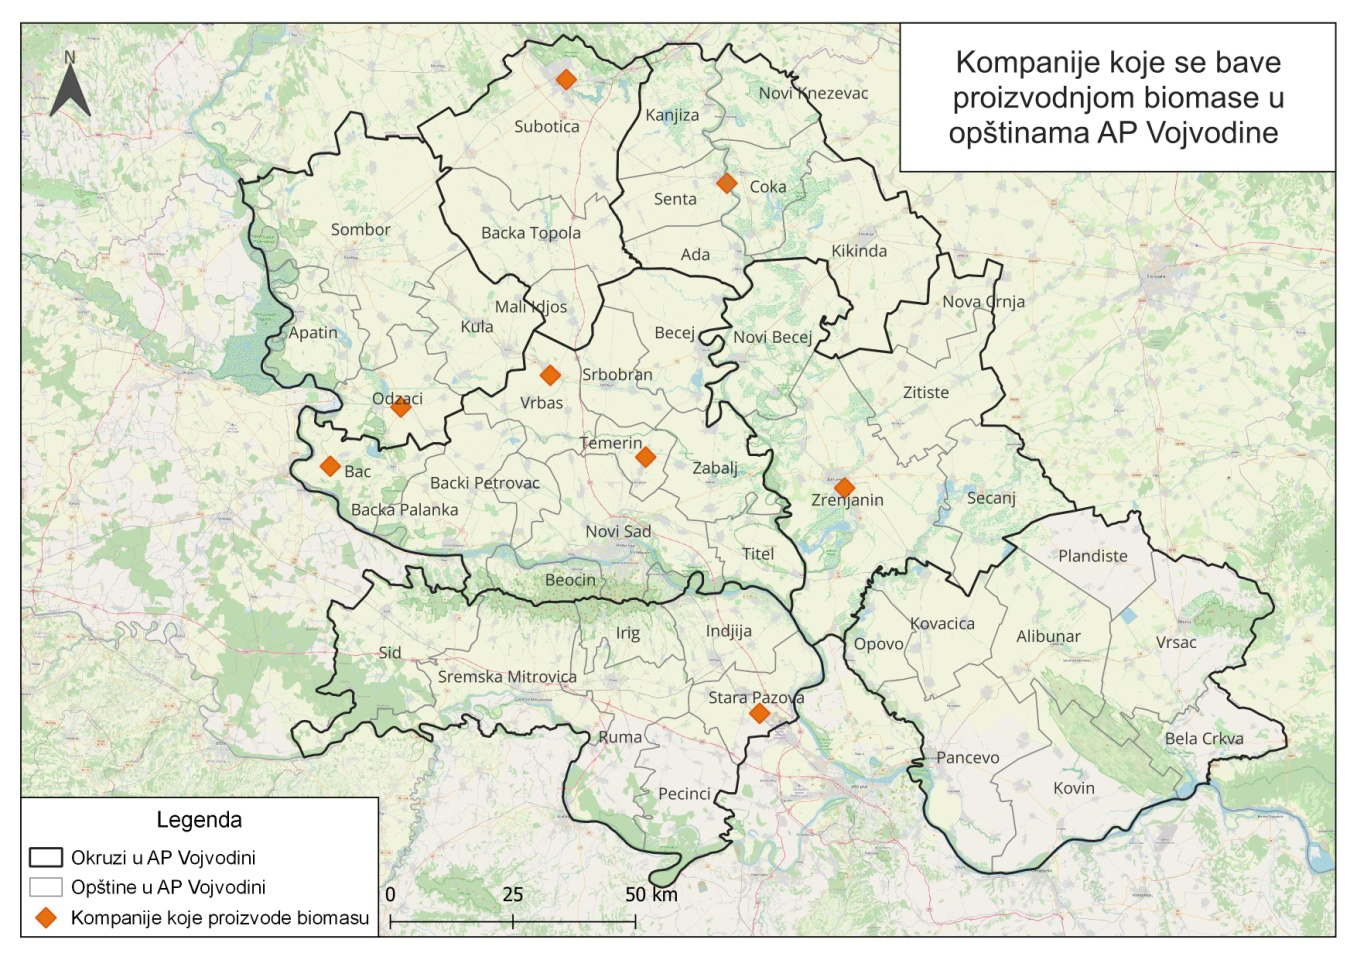 Kompanije koje se bave
proizvodnjom biomase u
opštinama AP Vojvodine
N
Novi Knezevac
Kanjiza
Subotica
Coka
Senta
Sombor
Backa Topola
Ada
Kikinda
Nova Crnja
Mali Idjos
Kula
Apatin
Becej
Novi Becej
Srbobran
Zitiste
Odzaci
Vrbas
Temerin
Bac
Zabalj
Backi Petrovac
Zrenjanin
Secanj
Backa Palanka
Novi Sad
Titel
Plandiste
Beocin
Kovacica
Irig
Indjija
Alibunar
Opovo
Vrsac
Sid
Sremska Mitrovica
Stara Pazova
Ruma
Bela Crkva
Pancevo
Kovin
Pecinci
Legenda
Okruzi u AP Vojvodini
Opštine u AP Vojvodini
Kompanije koje proizvode biomasu
0 25 50 km